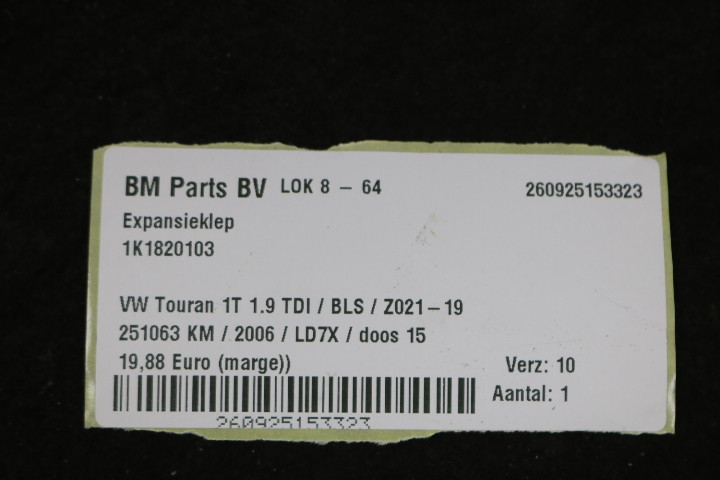 BM Parts BV LOK 8 – 64 260925153323
Expansieklep
1K1820103
VW Touran 1T 1.9 TDI / BLS / Z021–19
251063 KM / 2006 / LD7X / doos 15
19,88 Euro (marge)) Verz: 10
Aantal: 1
260925153323